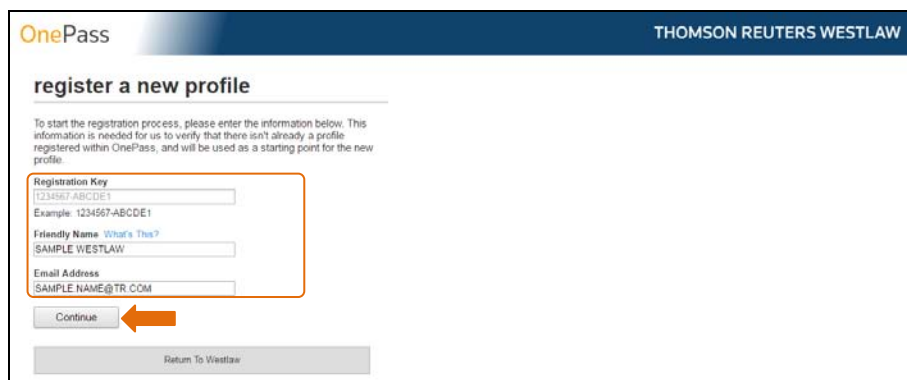 OnePass
THOMSON REUTERS WESTLAW
register a new profile
To start the registration process, please enter the information below. This
information is needed for us to verify that there isn't already a profile
registered within OnePass, and will be used as a starting point for the new
profile.
Registration Key
1234567-ABCDE1
Example: 1234567-ABCDE1
Friendly Name What's This?
SAMPLE WESTLAW
Email Address
SAMPLE.NAME@TR.COM
Continue
Return To Westlaw